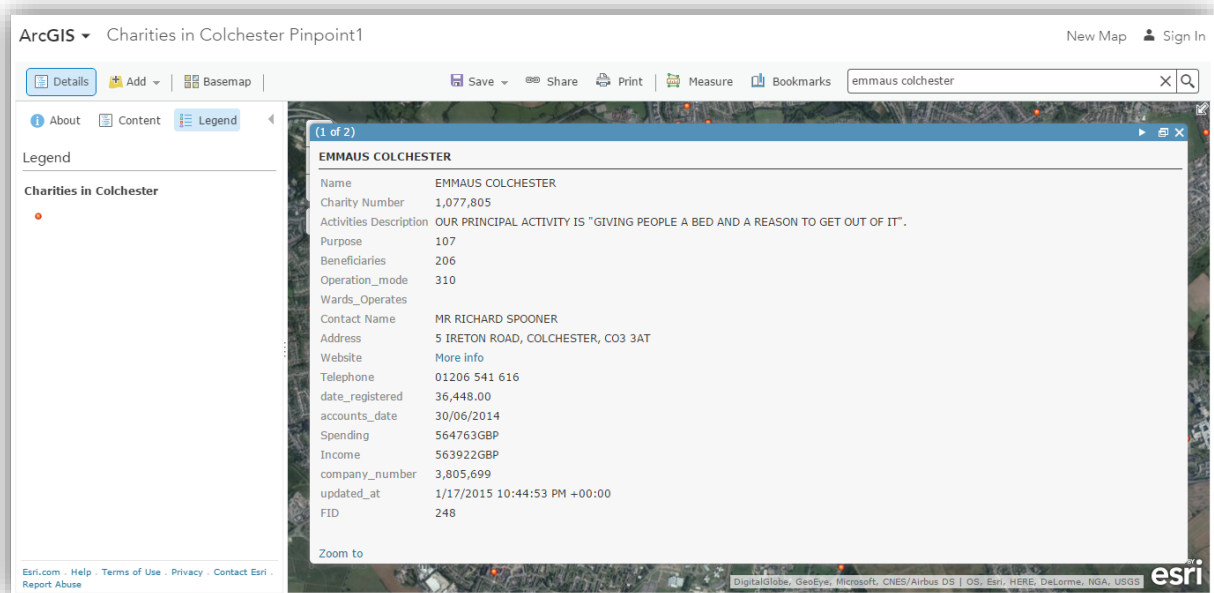 ArcGIS Charities in Colchester Pinpoint1 New Map Sign In
Details Add Basemap Save Share Print Measure Bookmarks emmaus colchester
About Content Legend
(1 of 2)
Legend
EMMAUS COLCHESTER
Charities in Colchester
Name EMMAUS COLCHESTER
Charity Number 1,077,805
Activities Description OUR PRINCIPAL ACTIVITY IS "GIVING PEOPLE A BED AND A REASON TO GET OUT OF IT".
Purpose 107
Beneficiaries 206
Operation_mode 310
Wards_Operates
Contact Name MR RICHARD SPOONER
Address 5 IRETON ROAD, COLCHESTER, CO3 3AT
Website More info
Telephone 01206 541 616
date_registered 36,448.00
accounts_date 30/06/2014
Spending 564763GBP
Income 563922GBP
company_number 3,805,699
updated_at 1/17/2015 10:44:53 PM +00:00
FID 248
Zoom to
Esri.com . Help . Terms of Use . Privacy . Contact Esri .
Report Abuse
DigitalGlobe, GeoEye, Microsoft, CNES/Airbus DS | OS, Esri, HERE, DeLorme, NGA, USGS
BY
esri